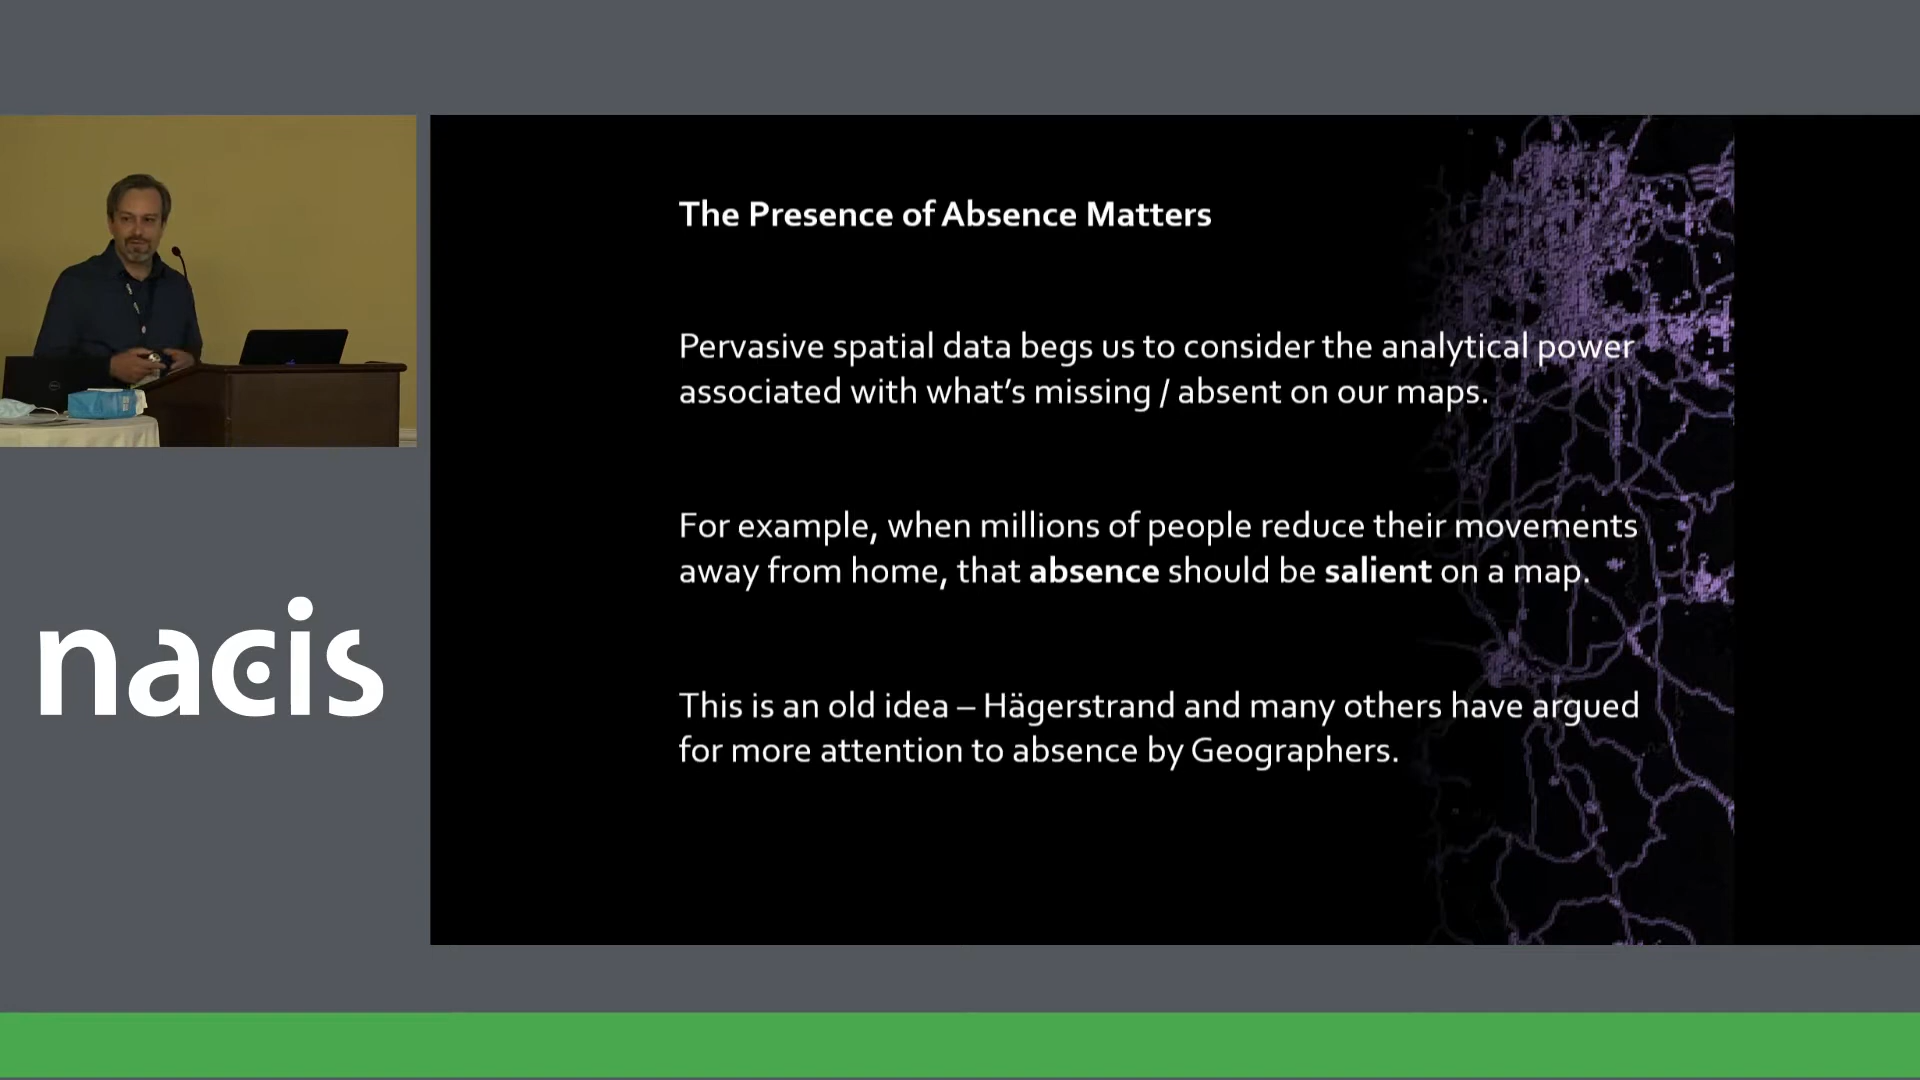 The Presence of Absence Matters
Pervasive spatial data begs us to consider the analytical power
associated with what's missing / absent on our maps.
For example, when millions of people reduce their movements
away from home, that absence should be salient on a map.
This is an old idea – Hägerstrand and many others have argued
for more attention to absence by Geographers.
nacis